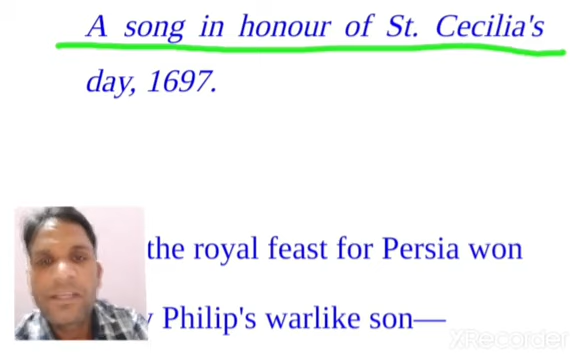 A song in honour of St. Cecilia's
day, 1697.
the royal feast for Persia won
Philip's warlike son—
XRecorder